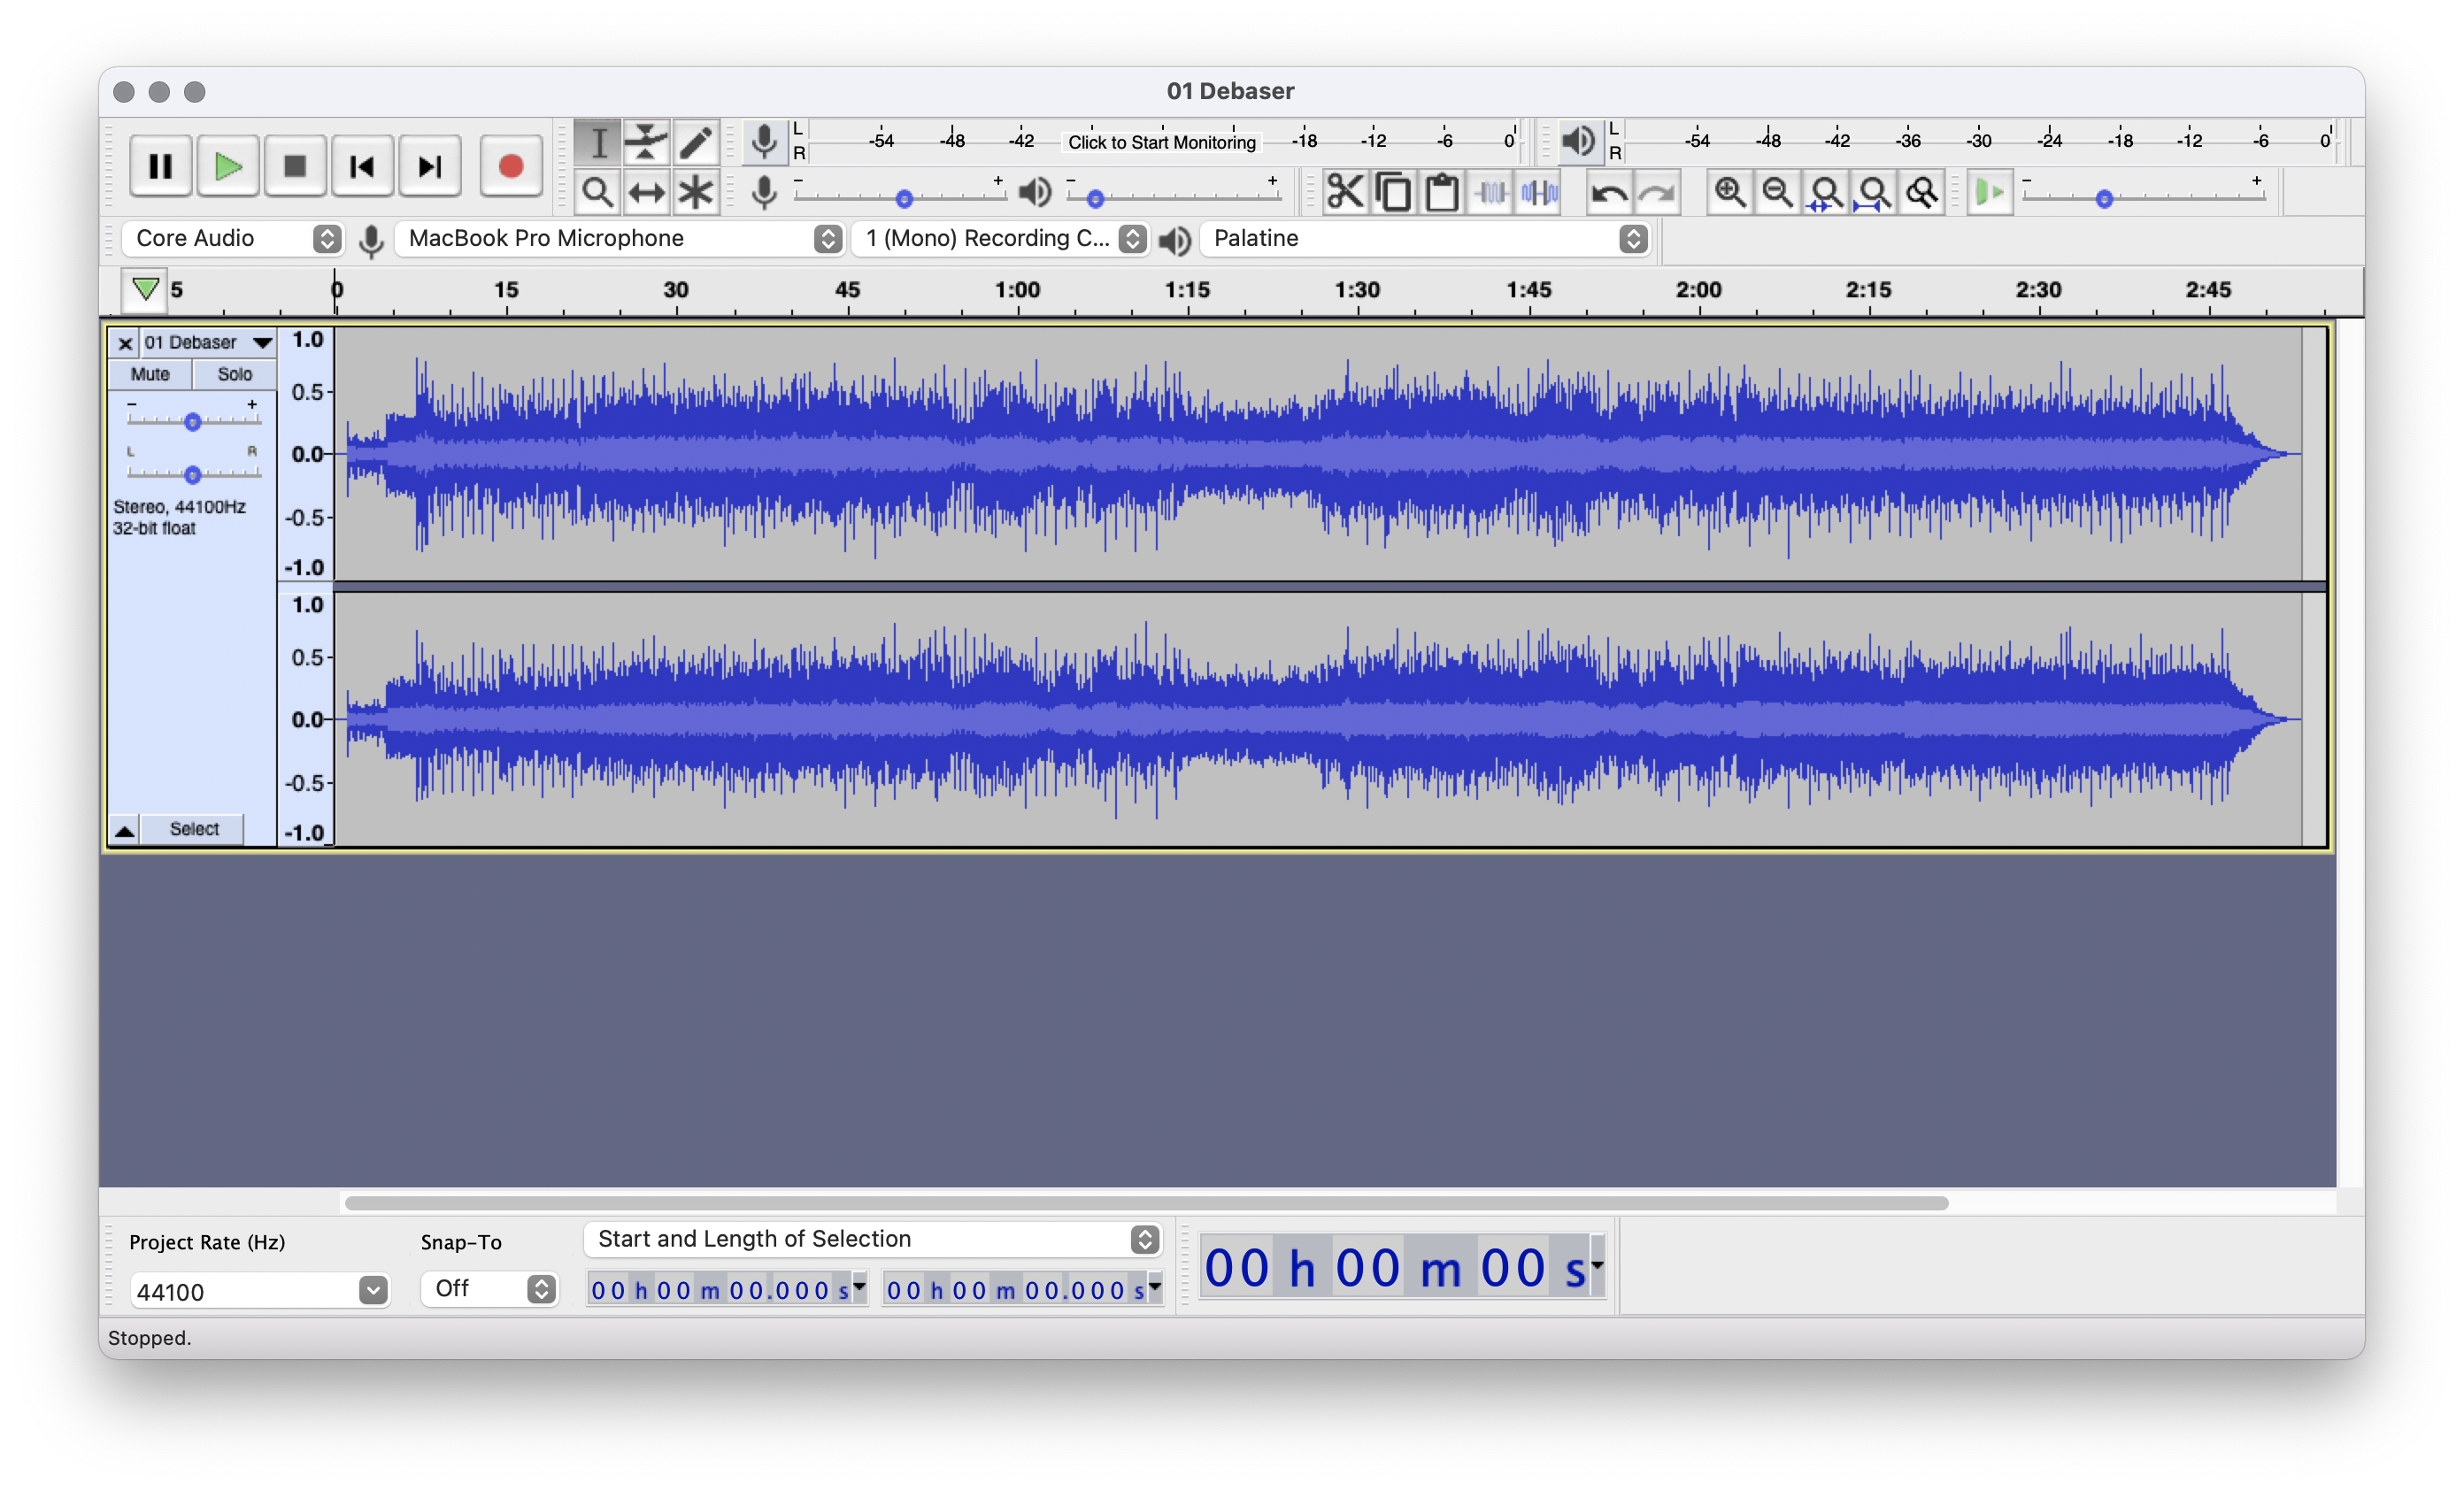 01 Debaser
L
R
-54 -48 -42 Click to Start Monitoring -18 -12 -6 0
L
R
-54 -48 -42 -36 -30 -24 -18 -12 -6 0
- +
- +
- +
Core Audio
MacBook Pro Microphone
1 (Mono) Recording C...
Palatine
5 0 15 30 45 1:00 1:15 1:30 1:45 2:00 2:15 2:30 2:45
× 01 Debaser
Mute Solo
- +
L R
Stereo, 44100Hz
32-bit float
Select
1.0
0.5
0.0
-0.5
-1.0
1.0
0.5
0.0
-0.5
-1.0
Project Rate (Hz)
44100
Snap-To
Off
Start and Length of Selection
00 h 00 m 00.000 s
00 h 00 m 00.000 s
00 h 00 m 00 s
Stopped.